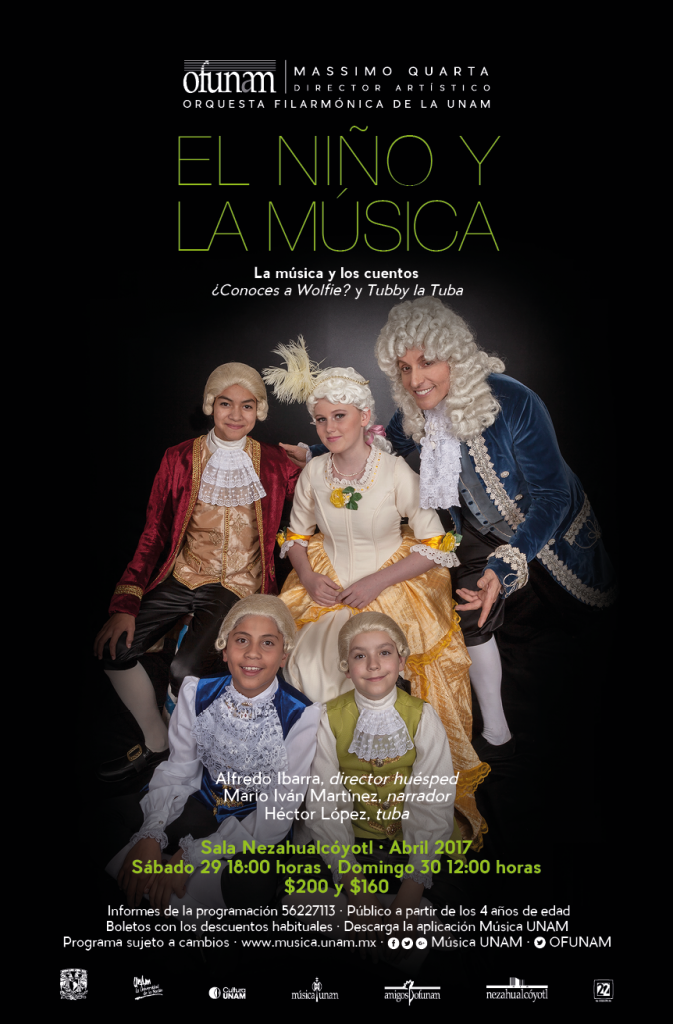 ofunam
MASSIMO QUARTA
DIRECTOR ARTÍSTICO
ORQUESTA FILARMÓNICA DE LA UNAM
EL NIÑO Y
LA MÚSICA
La música y los cuentos
¿Conoces a Wolfie? y Tubby la Tuba
Alfredo Ibarra, director huésped
Mario Iván Martínez, narrador
Héctor López, tuba
Sala Nezahualcóyotl · Abril 2017
Sábado 29 18:00 horas · Domingo 30 12:00 horas
$200 y $160
Informes de la programación 56227113 · Público a partir de los 4 años de edad
Boletos con los descuentos habituales · Descarga la aplicación Música UNAM
Programa sujeto a cambios · www.musica.unam.mx · Música UNAM · OFUNAM
Cultura
UNAM
música unam
amigos ofunam
nezahualcóyotl
22